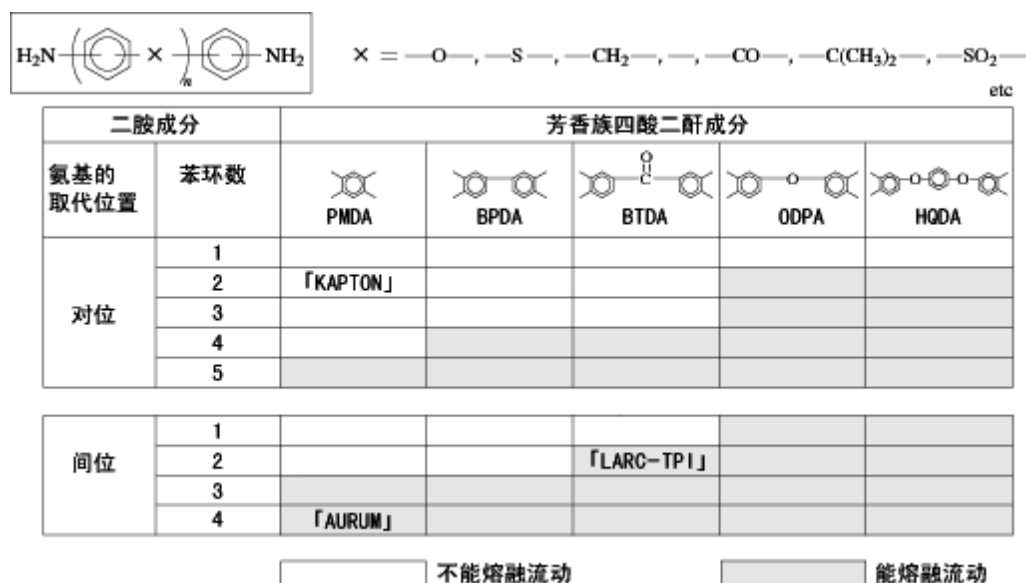 H₂N—( × )n—NH₂ × = —O—, —S—, —CH₂—, —, —CO—, —C(CH₃)₂—, —SO₂—
etc
二胺成分 芳香族四酸二酐成分
氨基的 苯环数 O
取代位置 C O O O
PMDA BPDA BTDA ODPA HQDA
1
2 「KAPTON」
对位 3
4
5
1
间位 2 「LARC-TPI」
3
4 「AURUM」
不能熔融流动 能熔融流动